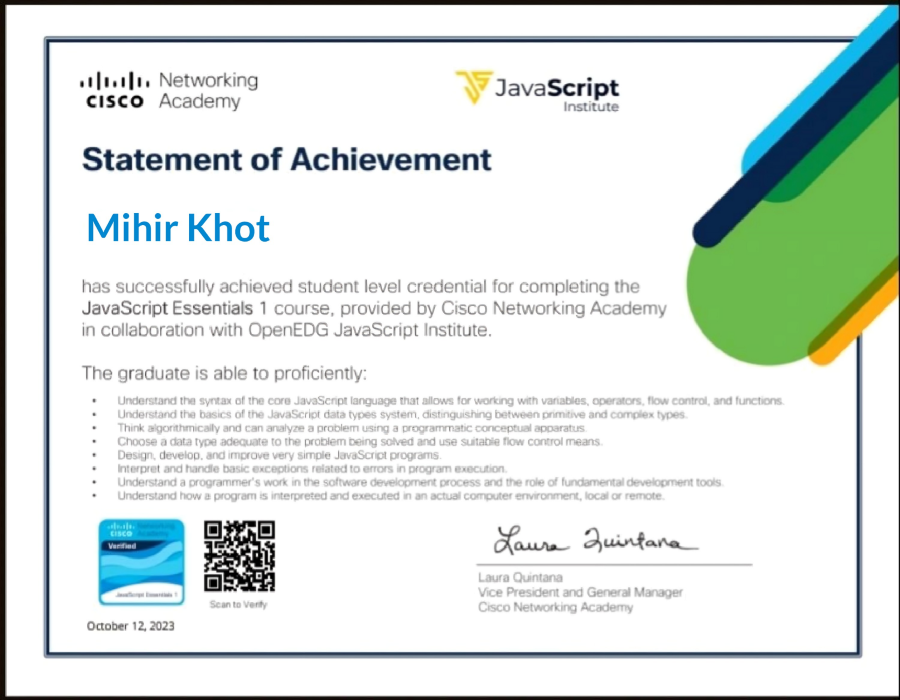 Networking
CISCO Academy
JavaScript
Institute
Statement of Achievement
Mihir Khot
has successfully achieved student level credential for completing the
JavaScript Essentials 1 course, provided by Cisco Networking Academy
in collaboration with OpenEDG JavaScript Institute.
The graduate is able to proficiently:
• Understand the syntax of the core JavaScript language that allows for working with variables, operators, flow control, and functions.
• Understand the basics of the JavaScript data types system, distinguishing between primitive and complex types.
• Think algorithmically and can analyze a problem using a programmatic conceptual apparatus.
• Choose a data type adequate to the problem being solved and use suitable flow control means.
• Design, develop, and improve very simple JavaScript programs.
• Interpret and handle basic exceptions related to errors in program execution.
• Understand a programmer's work in the software development process and the role of fundamental development tools.
• Understand how a program is interpreted and executed in an actual computer environment, local or remote.
Networking
CISCO Academy
Verified
JavaScript Essentials 1
Scan to Verify
October 12, 2023
Laura Quintana
Laura Quintana
Vice President and General Manager
Cisco Networking Academy